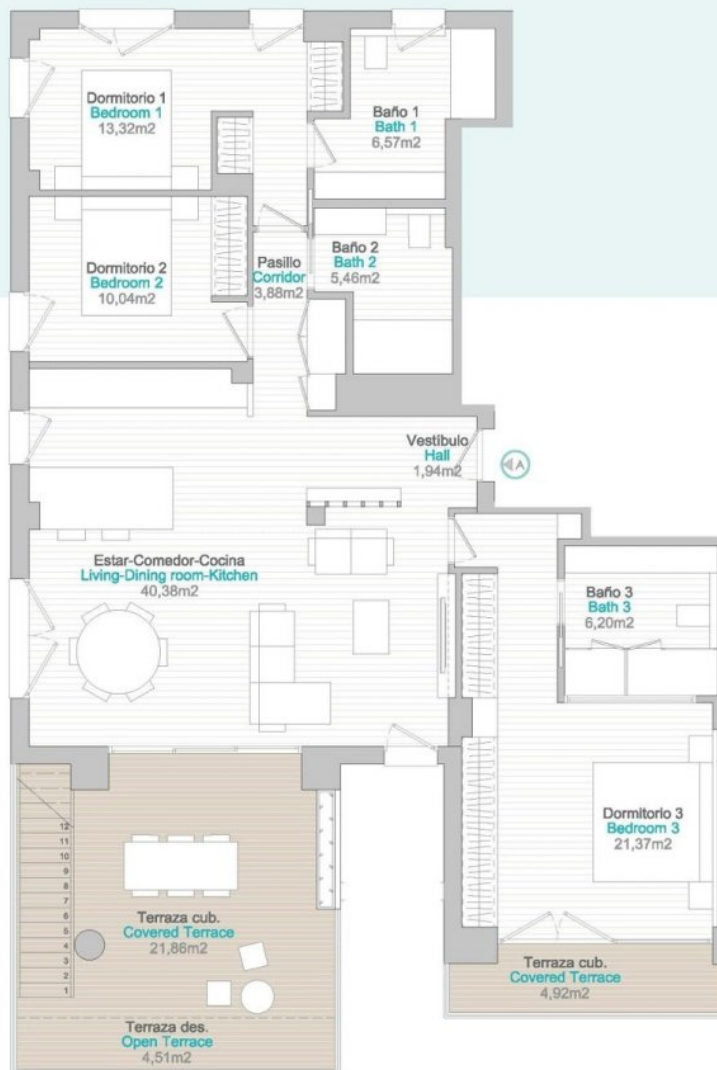 Dormitorio 1
Bedroom 1
13,32m2
Baño 1
Bath 1
6,57m2
Dormitorio 2
Bedroom 2
10,04m2
Pasillo
Corridor
3,88m2
Baño 2
Bath 2
5,46m2
Vestíbulo
Hall
1,94m2
A
Estar-Comedor-Cocina
Living-Dining room-Kitchen
40,38m2
Baño 3
Bath 3
6,20m2
Dormitorio 3
Bedroom 3
21,37m2
12
11
10
9
8
7
6
5
4
3
2
1
Terraza cub.
Covered Terrace
21,86m2
Terraza cub.
Covered Terrace
4,92m2
Terraza des.
Open Terrace
4,51m2